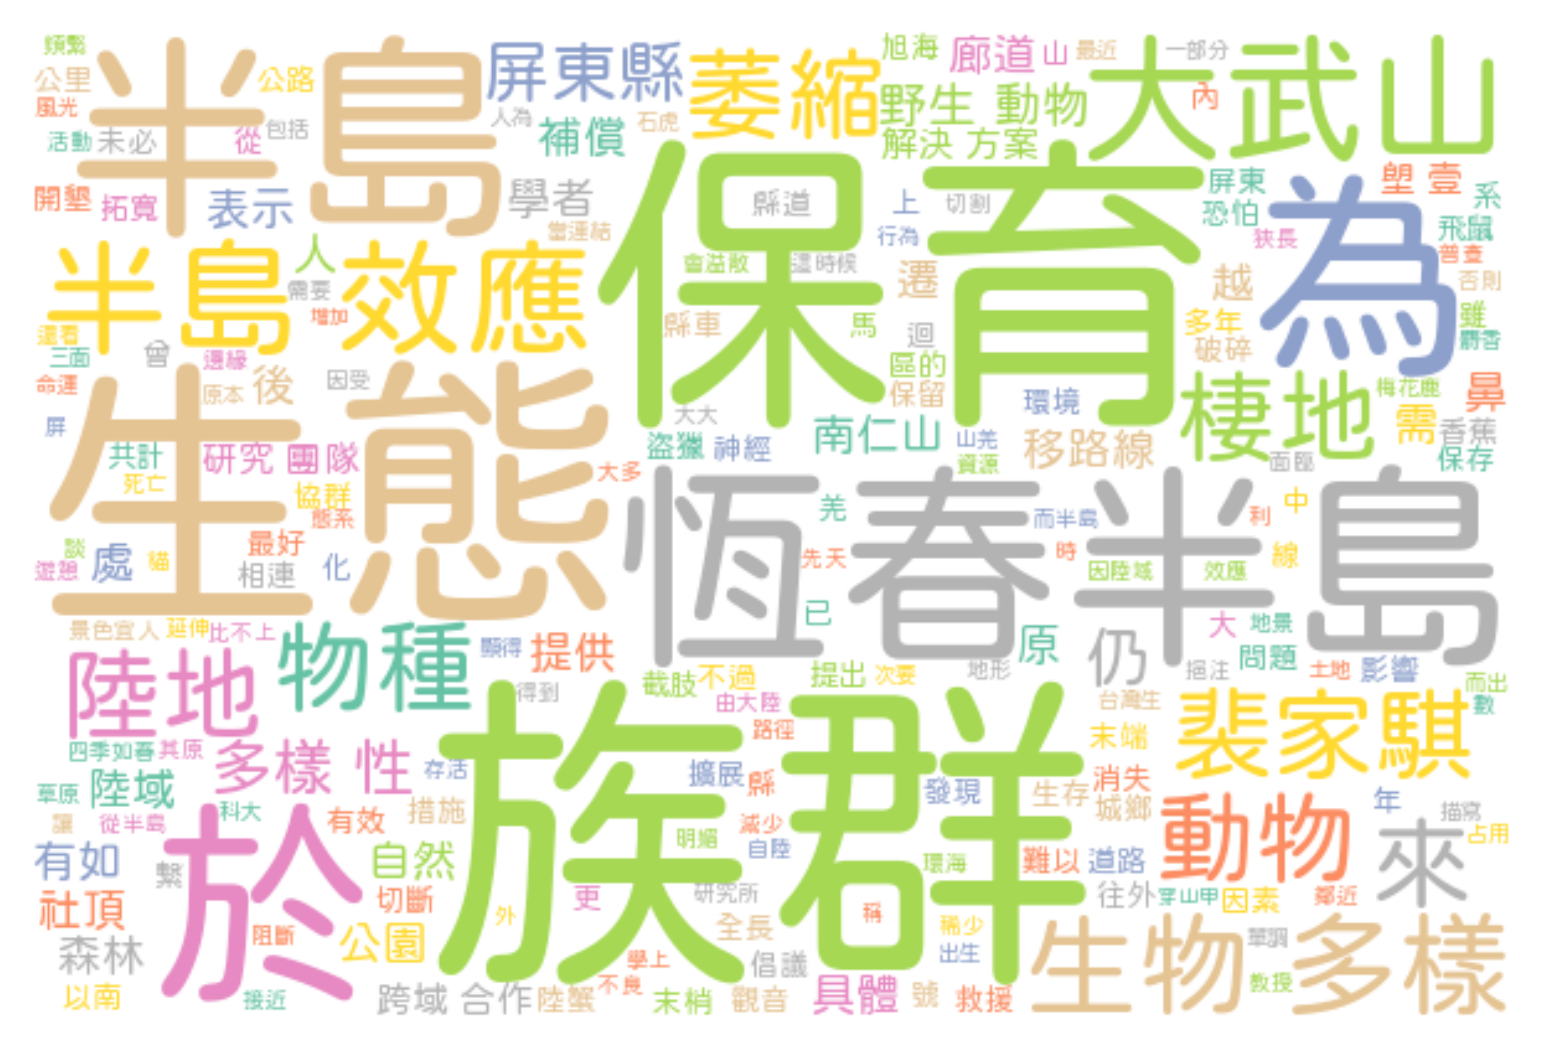 頻繫
公里
風光
活動 未必
從
包括
公路
半島
屏東縣
人為
石虎
補償
萎縮
旭海
廊道
山
最近
一部分
野生 動物
內
解決 方案
大武山
開墾
拓寬
表示
學者
當連結
保育
縣道
上
切割
行為
屏東
恐怕
狹長
塱壹
系
飛鼠
普查
否則
為
半島 效應
人
需要
增加
還看
三面
曾
邊緣
會溢散
這時候
遷
縣車
馬
迴
區的
保留
越
多年
破碎
雖
麝香
命運
原本
後
因受
屏
共計
死亡
研究 團隊
協群
態系
大多
生態
大大
盜獵
神經
南仁山
山羌
資源
環境
移路線
棲地
梅花鹿
鼻
需
香蕉
保存
面臨
談
遊憩
處
貓
最好
相連
化
恆春半島
羌
先天
而半島
時
因陸域
效應
利
中
線
已
景色宜人
延伸
比不上
陸地
物種
顯得
提供
得到
截肢
不過
提出
次要
由大陸
路徑
地形
原
仍
挹注
大
地景
問題
土地
影響
而出
數
台灣生
末端
裴家騏
四季如春
其原
多樣 性
存活
草原
陸域
讓
從半島
科大
有效
措施
族群
擴展
縣
減少
明媚
自陸
發現
生存
消失
城鄉
動物
年
描寫
占用
來
有如
繫
於
自然
社頂
切斷
阻斷
公園
森林
以南
接近
外
更
研究所
稱
環海
難以
道路
往外
穿山甲
因素
鄰近
全長
稀少
出生
學上
不良
倡議
跨域 合作
陸蟹
末梢
觀音
具體
號
救援
生物多樣
單調
教授